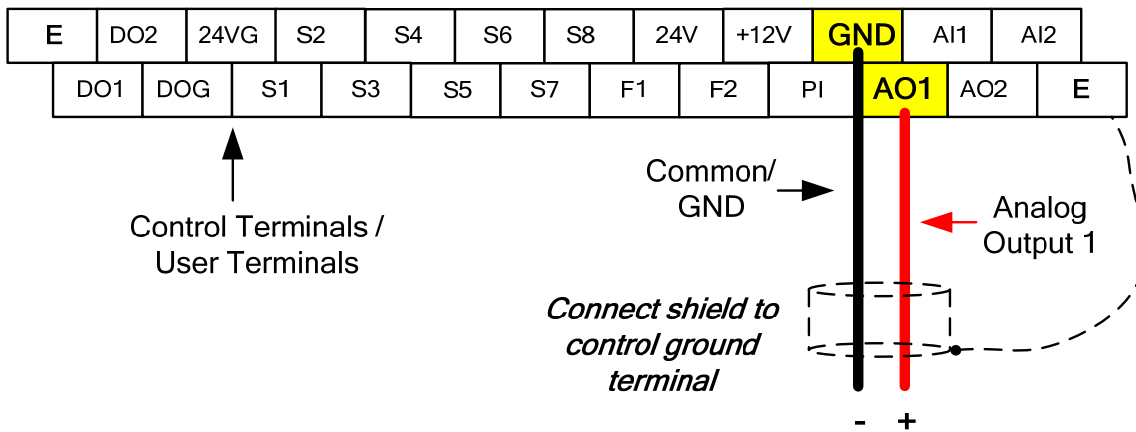 E DO2 24VG S2 S4 S6 S8 24V +12V GND AI1 AI2
DO1 DOG S1 S3 S5 S7 F1 F2 PI AO1 AO2 E
Common/
GND
Control Terminals /
User Terminals
Analog
Output 1
Connect shield to
control ground
terminal
- +